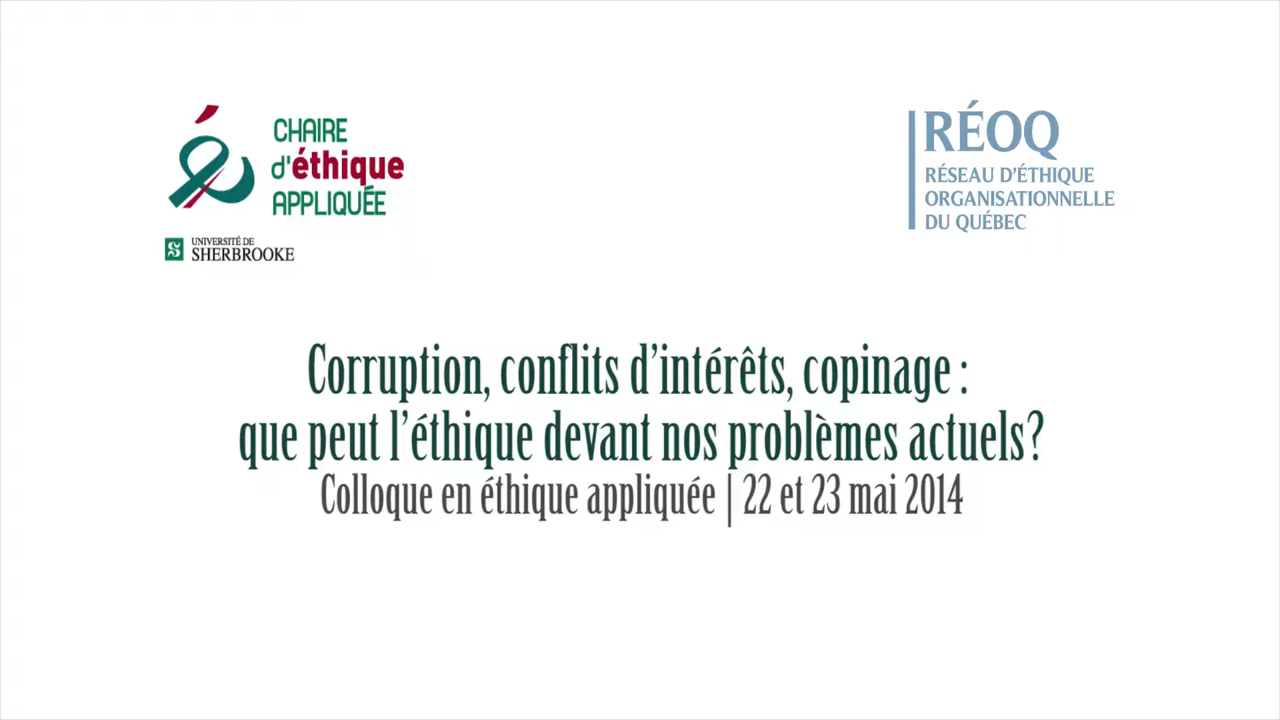 CHAIRE
d'éthique
APPLIQUÉE
UNIVERSITÉ DE
SHERBROOKE
RÉOQ
RÉSEAU D'ÉTHIQUE
ORGANISATIONNELLE
DU QUÉBEC
Corruption, conflits d'intérêts, copinage :
que peut l'éthique devant nos problèmes actuels?
Colloque en éthique appliquée | 22 et 23 mai 2014